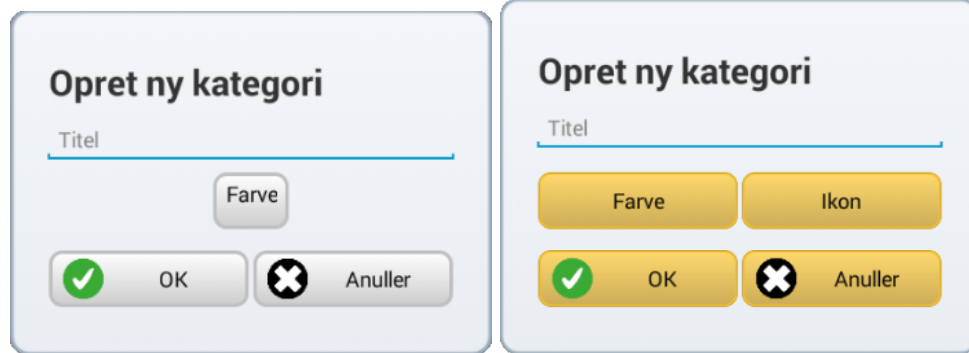 Opret ny kategori
Titel
Farve
OK Anuller
Opret ny kategori
Titel
Farve Ikon
OK Anuller